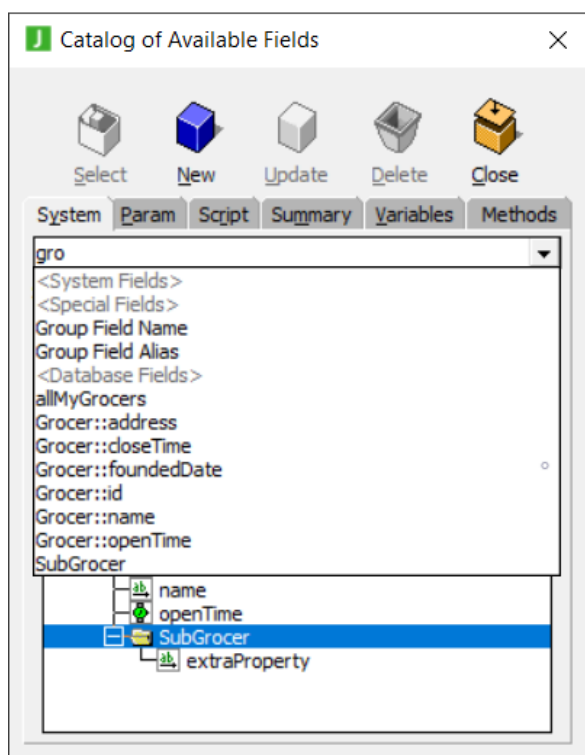 Catalog of Available Fields
Select New Update Delete Close
System Param Script Summary Variables Methods
gro
<System Fields>
<Special Fields>
Group Field Name
Group Field Alias
<Database Fields>
allMyGrocers
Grocer::address
Grocer::closeTime
Grocer::foundedDate
Grocer::id
Grocer::name
Grocer::openTime
SubGrocer
name
openTime
SubGrocer
extraProperty